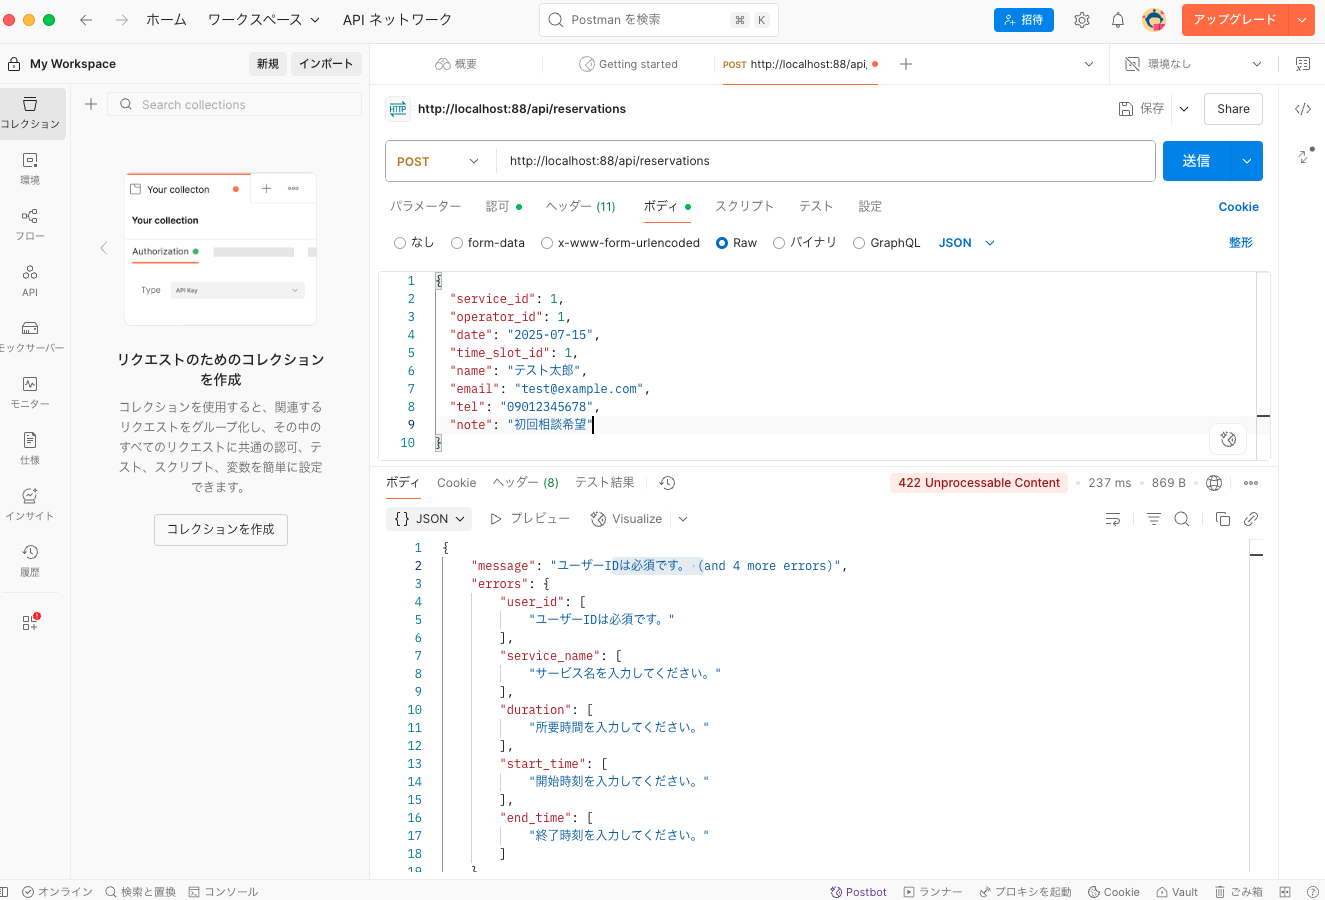 ホーム ワークスペース API ネットワーク Postman を検索 ⌘ K 招待 アップグレード
My Workspace 新規 インポート 概要 Getting started POST http://localhost:88/api, 環境なし
Search collections
コレクション
環境
フロー
API
モックサーバー
モニター
仕様
インサイト
履歴
Your collecton
Your collection
Authorization
Type API Key
リクエストのためのコレクション
を作成
コレクションを使用すると、関連する
リクエストをグループ化し、その中の
すべてのリクエストに共通の認可、テ
スト、スクリプト、変数を簡単に設定
できます。
コレクションを作成
HTTP http://localhost:88/api/reservations 保存 Share
POST http://localhost:88/api/reservations 送信
パラメーター 認可 ヘッダー (11) ボディ スクリプト テスト 設定 Cookie
なし form-data x-www-form-urlencoded Raw バイナリ GraphQL JSON 整形
1 {
2 "service_id": 1,
3 "operator_id": 1,
4 "date": "2025-07-15",
5 "time_slot_id": 1,
6 "name": "テスト太郎",
7 "email": "test@example.com",
8 "tel": "09012345678",
9 "note": "初回相談希望"
10 }
ボディ Cookie ヘッダー (8) テスト結果 422 Unprocessable Content 237 ms 869 B
{} JSON プレビュー Visualize
1 {
2 "message": "ユーザーIDは必須です。 (and 4 more errors)",
3 "errors": {
4 "user_id": [
5 "ユーザーIDは必須です。"
6 ],
7 "service_name": [
8 "サービス名を入力してください。"
9 ],
10 "duration": [
11 "所要時間を入力してください。"
12 ],
13 "start_time": [
14 "開始時刻を入力してください。"
15 ],
16 "end_time": [
17 "終了時刻を入力してください。"
18 ]
19 }
オンライン 検索と置換 コンソール Postbot ランナー プロキシを起動 Cookie Vault ごみ箱